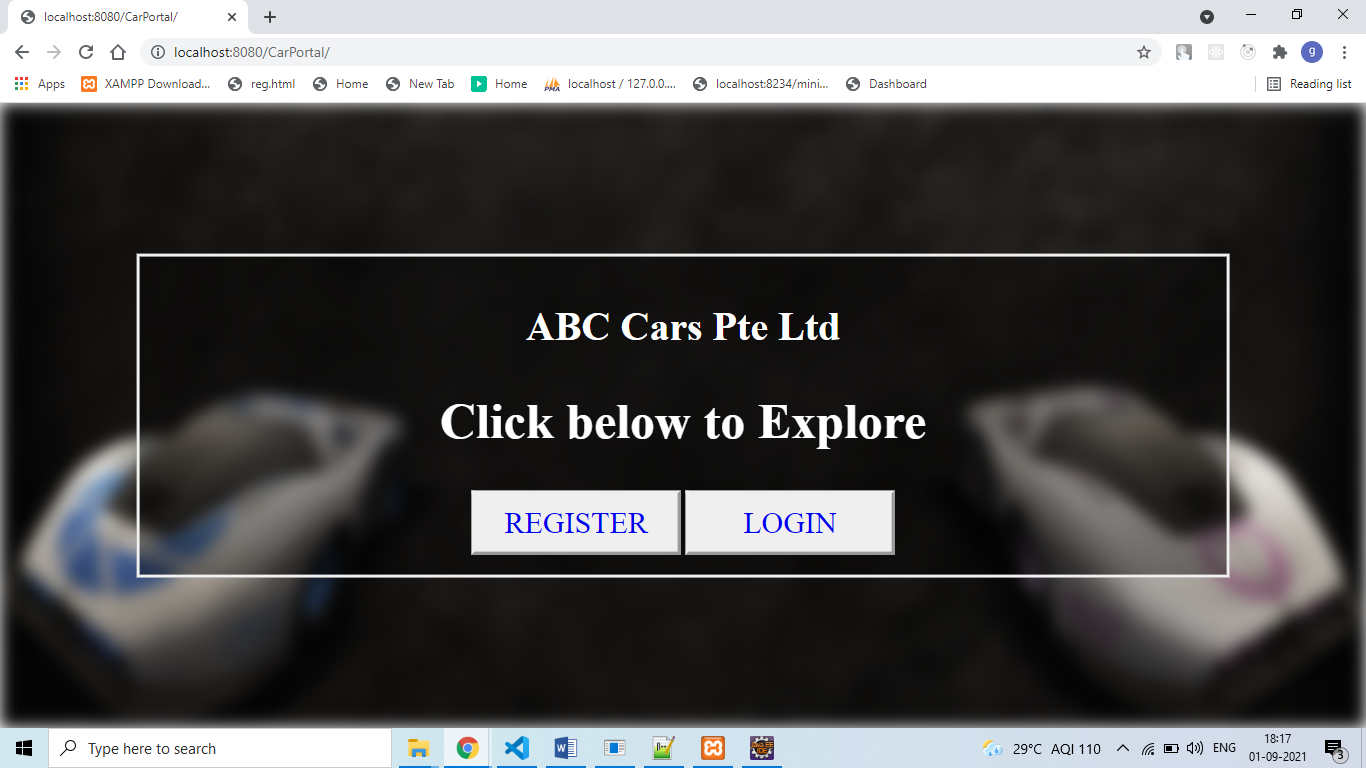 localhost:8080/CarPortal/
localhost:8080/CarPortal/
g
Apps
XAMPP Download...
reg.html
Home
New Tab
Home
PMA
localhost / 127.0.0....
localhost:8234/mini...
Dashboard
Reading list
ABC Cars Pte Ltd
Click below to Explore
REGISTER
LOGIN
Type here to search
29°C AQI 110
ENG
18:17
01-09-2021
3